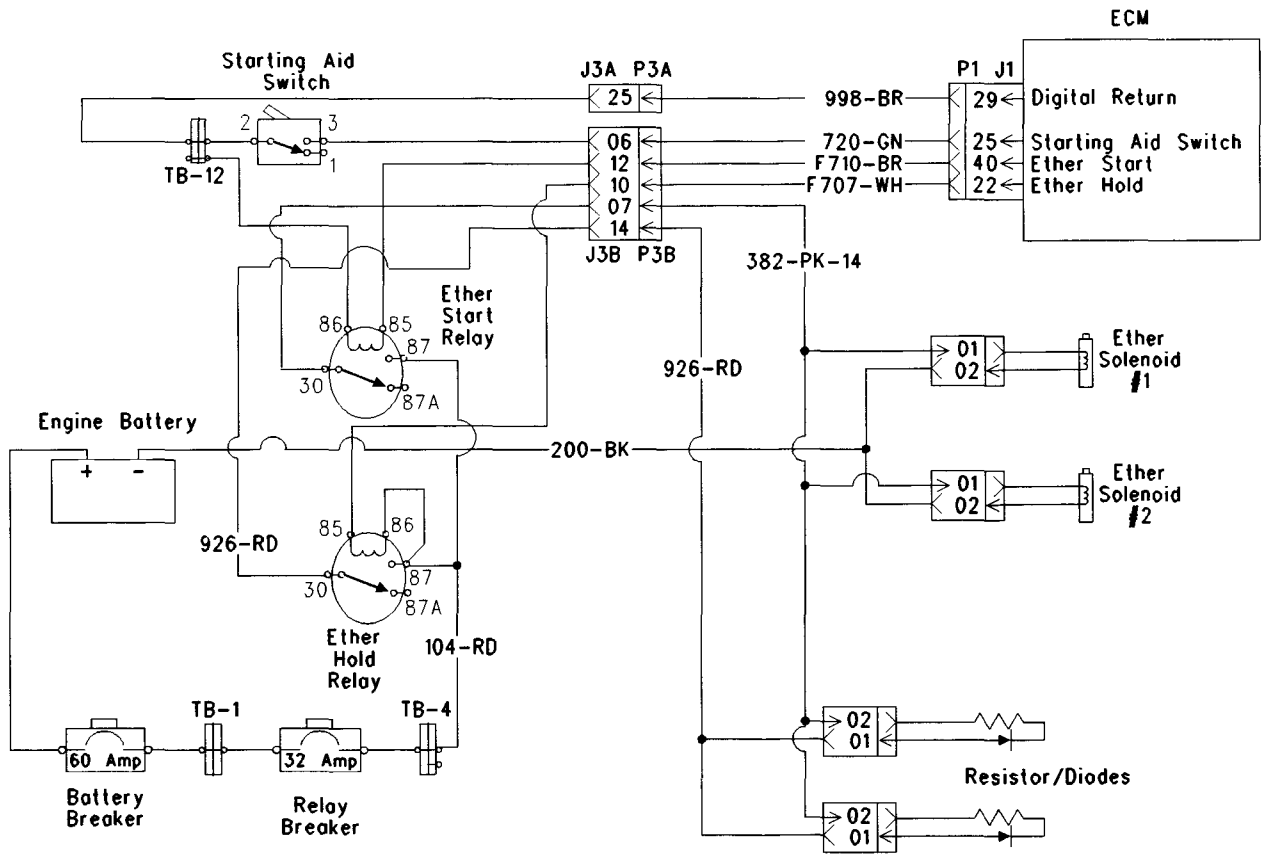 ECM
Starting Aid
Switch
J3A P3A
P1 J1
25
998-BR
29
Digital Return
2
3
1
TB-12
06
720-GN
25
Starting Aid Switch
12
F710-BR
40
Ether Start
10
F707-WH
22
Ether Hold
07
14
J3B P3B
382-PK-14
Ether
Start
Relay
86
85
87
30
87A
926-RD
01
02
Ether
Solenoid
#1
Engine Battery
+ -
200-BK
01
02
Ether
Solenoid
#2
926-RD
85
86
87
30
87A
Ether
Hold
Relay
104-RD
TB-1
TB-4
60 Amp
32 Amp
Battery
Breaker
Relay
Breaker
02
01
Resistor/Diodes
02
01